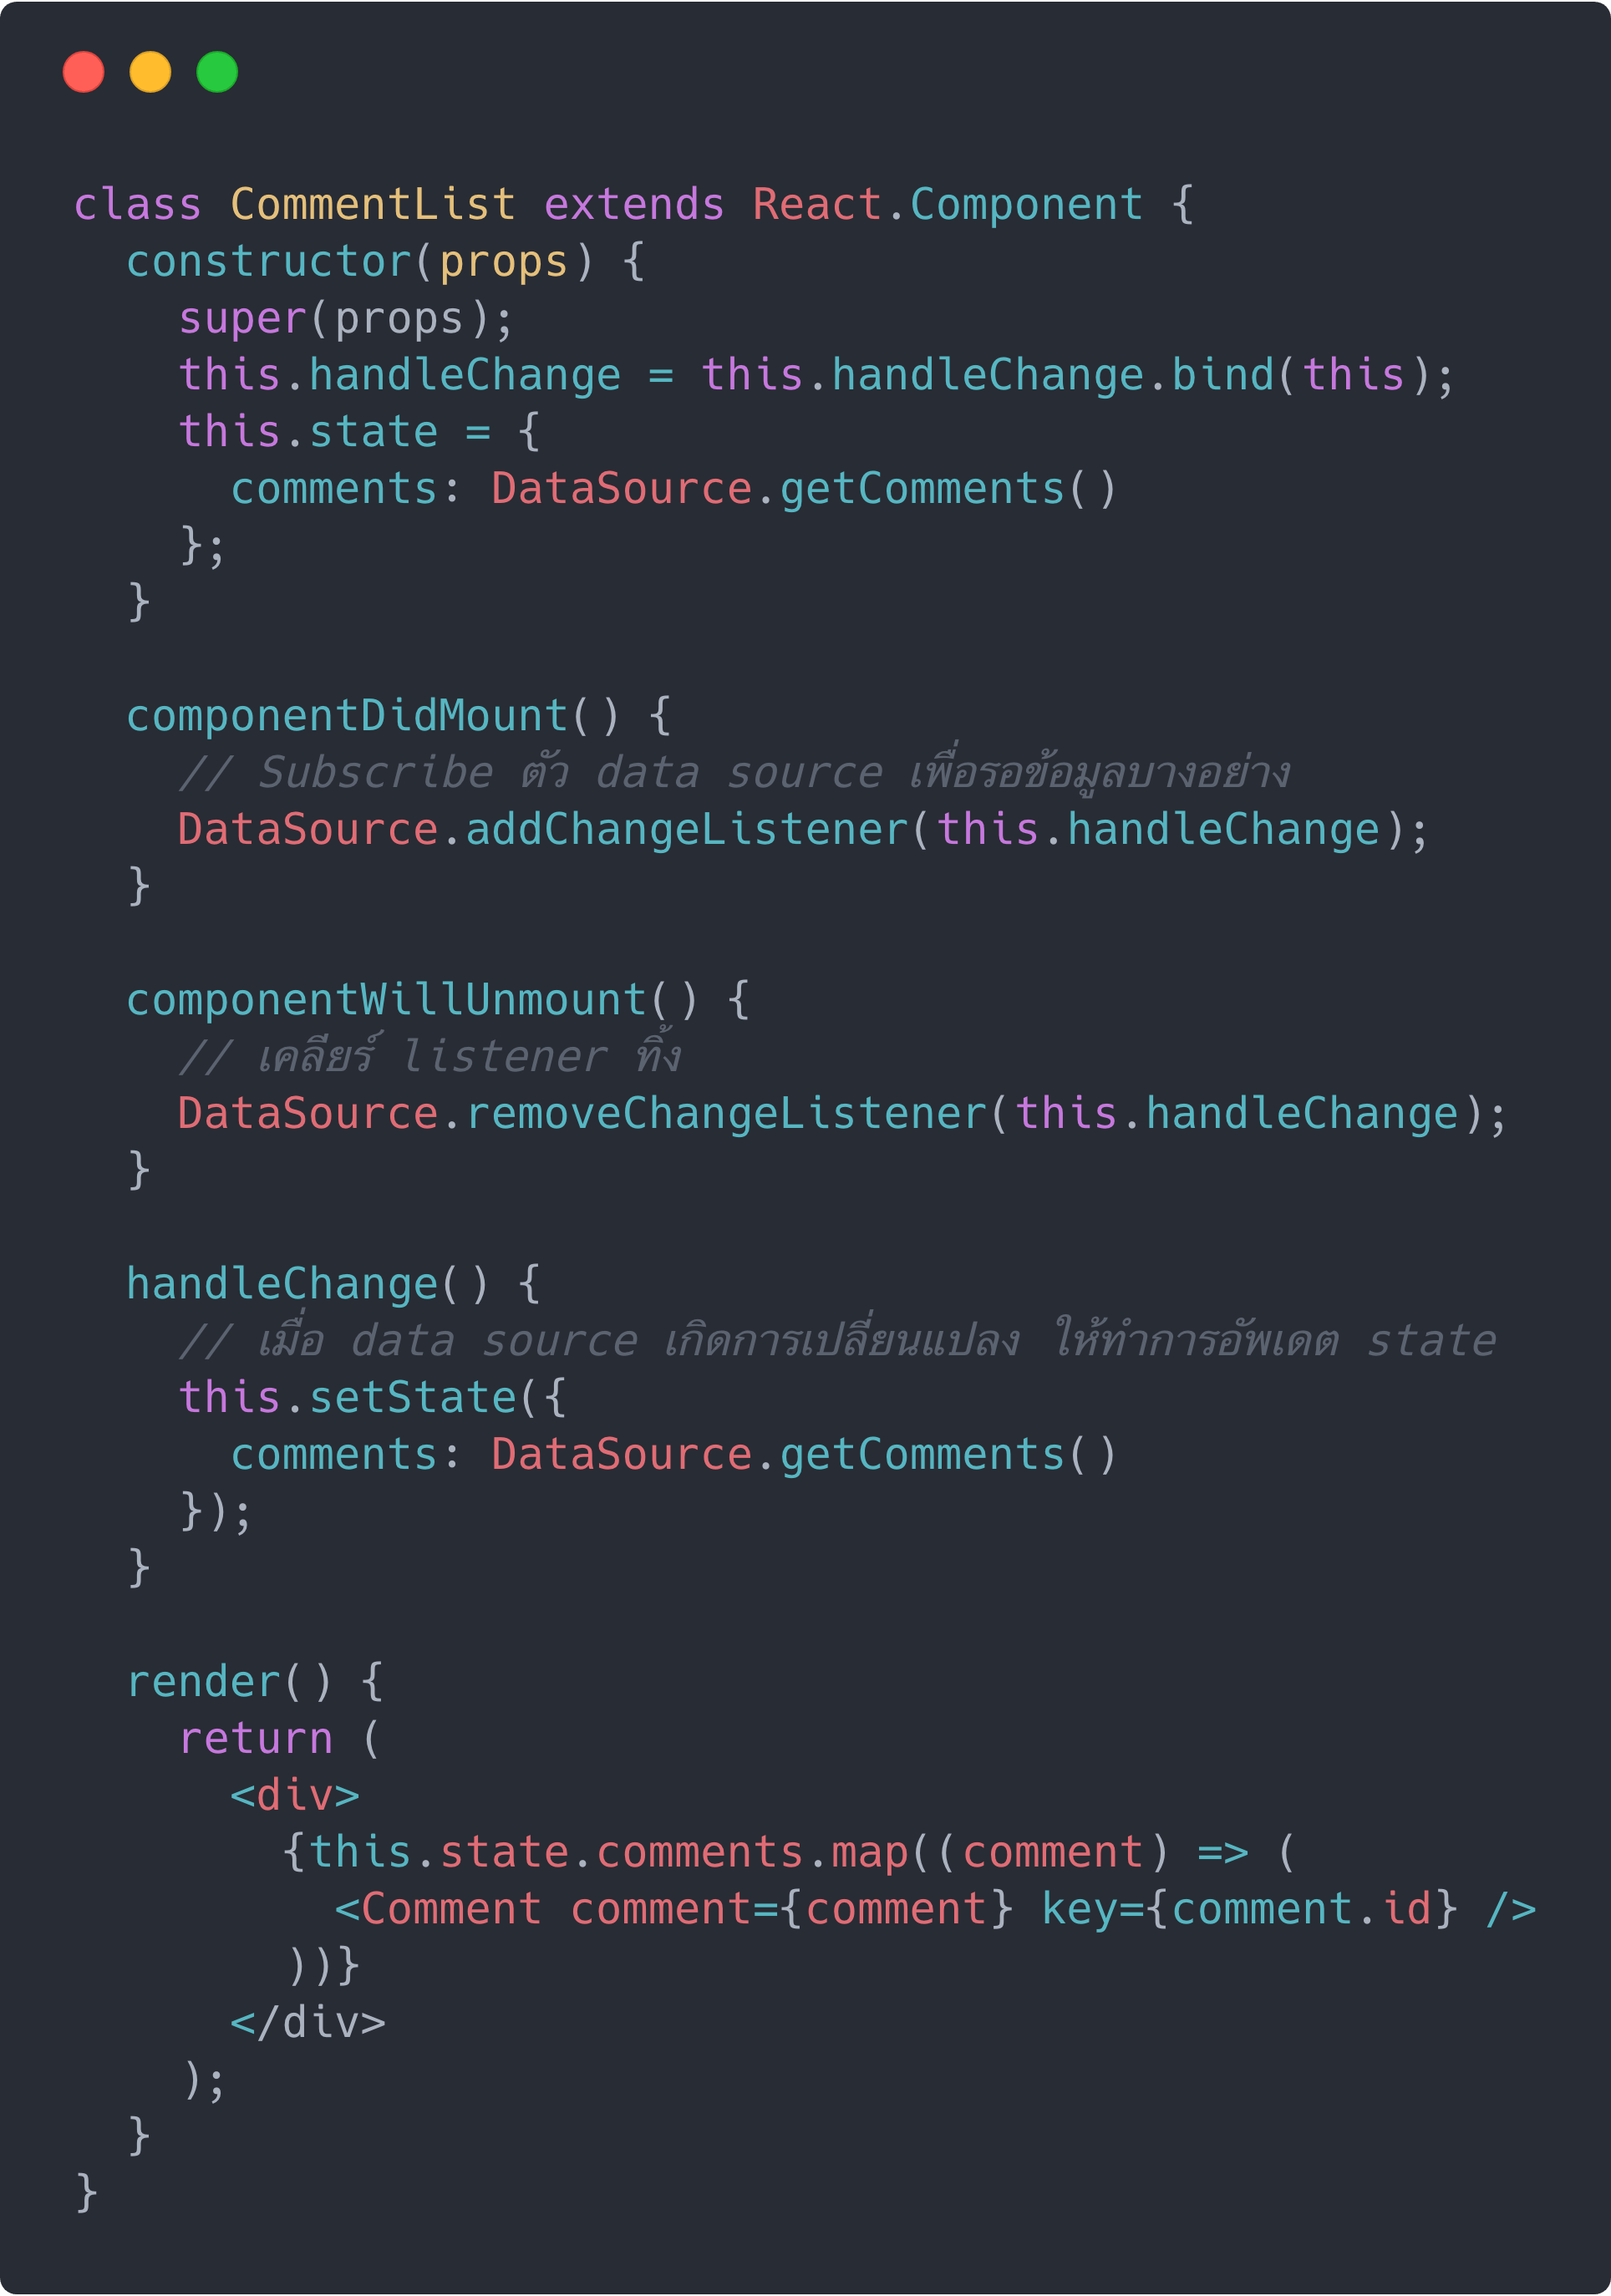 class CommentList extends React.Component {
  constructor(props) {
    super(props);
    this.handleChange = this.handleChange.bind(this);
    this.state = {
      comments: DataSource.getComments()
    };
  }

  componentDidMount() {
    // Subscribe ตัว data source เพื่อรอข้อมูลบางอย่าง
    DataSource.addChangeListener(this.handleChange);
  }

  componentWillUnmount() {
    // เคลียร์ listener ทิ้ง
    DataSource.removeChangeListener(this.handleChange);
  }

  handleChange() {
    // เมื่อ data source เกิดการเปลี่ยนแปลง ให้ทำการอัพเดต state
    this.setState({
      comments: DataSource.getComments()
    });
  }

  render() {
    return (
      <div>
        {this.state.comments.map((comment) => (
          <Comment comment={comment} key={comment.id} />
        ))}
      </div>
    );
  }
}